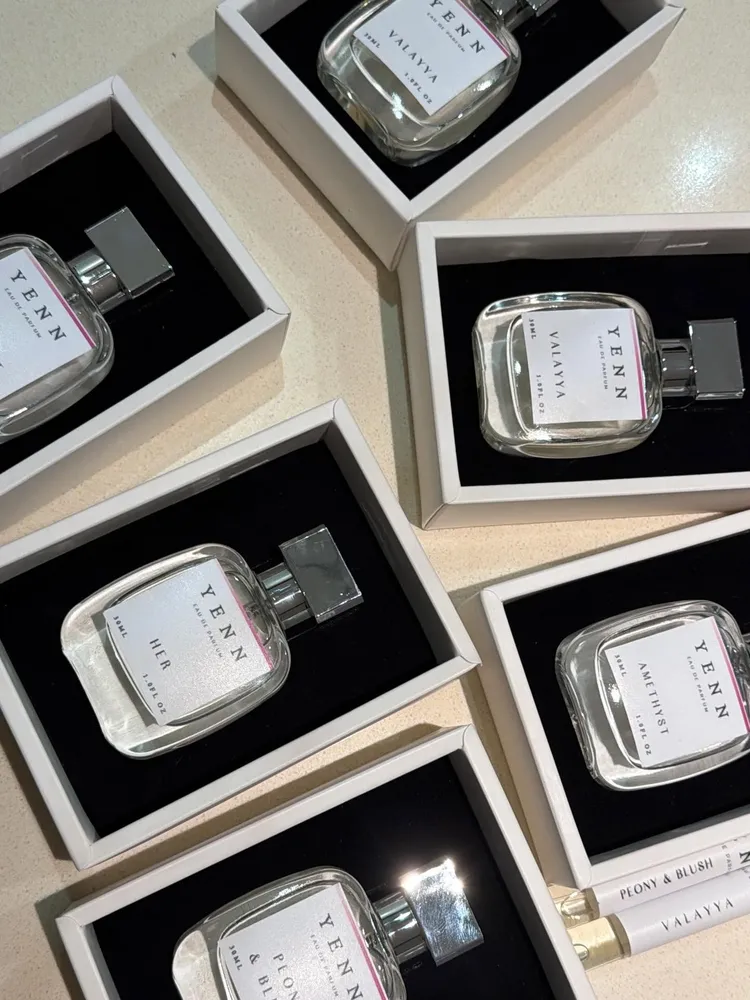 YENN
EAU DE PARFUM
VALAYYA
30ML 1.0FL OZ
YENN
EAU DE PARFUM
YENN
EAU DE PARFUM
VALAYYA
30ML 1.0FL OZ
YENN
EAU DE PARFUM
HER
30ML 1.0FL OZ
YENN
EAU DE PARFUM
AMETHYST
30ML 1.0FL OZ
YENN
EAU DE PARFUM
PEONY
&
30ML
PEONY & BLUSH
VALAYYA